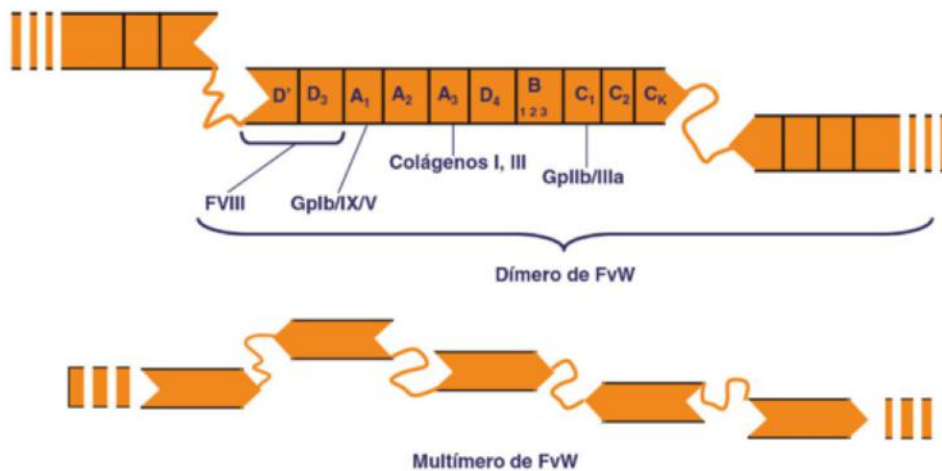 D' D₃ A₁ A₂ A₃ D₄ B C₁ C₂ Cₖ
1 2 3
Colágenos I, III
GpIIb/IIIa
FVIII
GpIb/IX/V
Dímero de FvW
Multímero de FvW